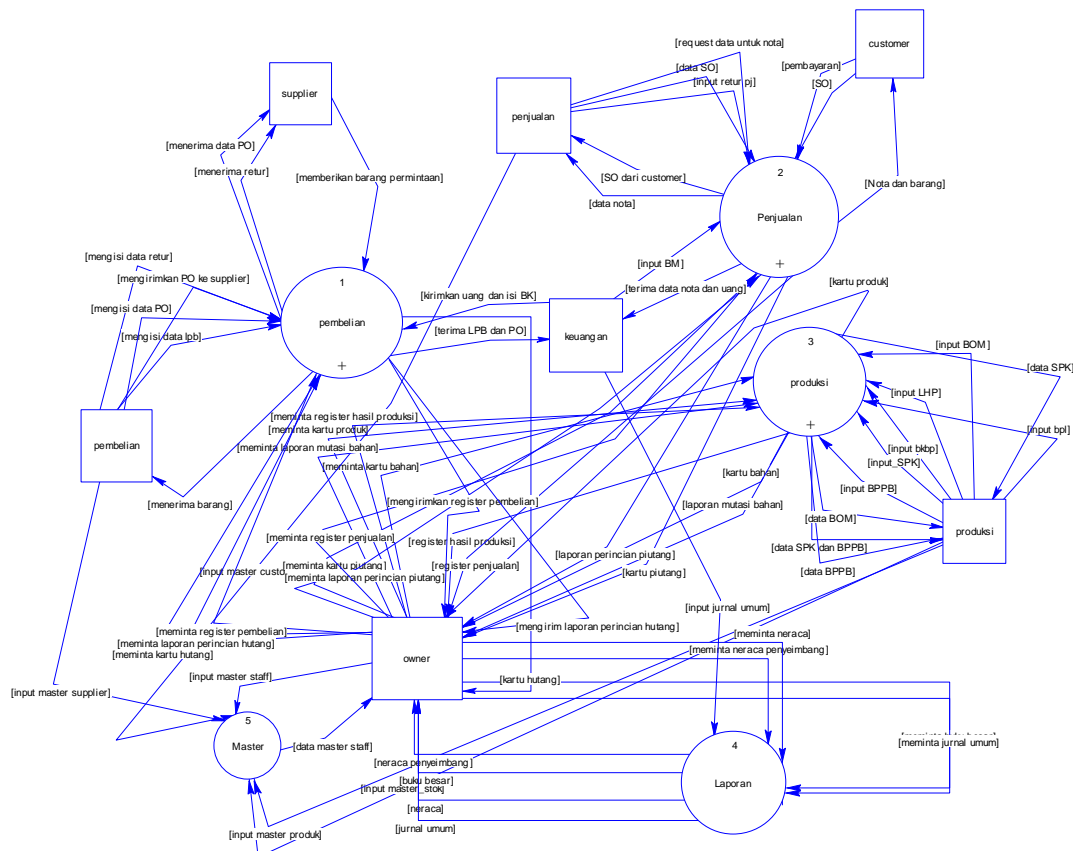 customer
[request data untuk nota]
[data SO]
[pembayaran]
[input retur pj]
[SO]
supplier
penjualan
[menerima data PO]
[menerima retur]
[memberikan barang permintaan]
2
[SO dari customer]
[Nota dan barang]
[data nota]
Penjualan
[mengisi data retur]
[input BM]
+
[mengirimkan PO ke supplier]
1
[terima data nota dan uang]
[kartu produk]
[kirimkan uang dan isi BK]
[mengisi data PO]
pembelian
[terima LPB dan PO]
keuangan
[mengisi data lpb]
3
[input BOM]
+
[data SPK]
produksi
[input LHP]
[meminta register hasil produksi]
+
[input bpl]
[meminta kartu produk]
pembelian
[meminta laporan mutasi bahan]
[input bkbp]
[input_SPK]
[meminta kartu bahan]
[kartu bahan]
[input BPPB]
[menerima barang]
[mengirimkan register pembelian]
[laporan mutasi bahan]
[data BOM]
produksi
[meminta register penjualan]
[register hasil produksi]
[data SPK dan BPPB]
[laporan perincian piutang]
[meminta kartu piutang]
[register penjualan]
[data BPPB]
[input master custo
[kartu piutang]
[meminta laporan perincian piutang]
[input jurnal umum]
[mengirim laporan perincian hutang]
[meminta register pembelian]
[meminta neraca]
[meminta laporan perincian hutang]
[meminta neraca penyeimbang]
[meminta kartu hutang]
owner
[input master staff]
[kartu hutang]
[input master supplier]
5
Master
[data master staff]
4
[meminta jurnal umum]
[neraca penyeimbang]
[buku besar]
Laporan
[input master_stok]
[neraca]
[jurnal umum]
[input master produk]